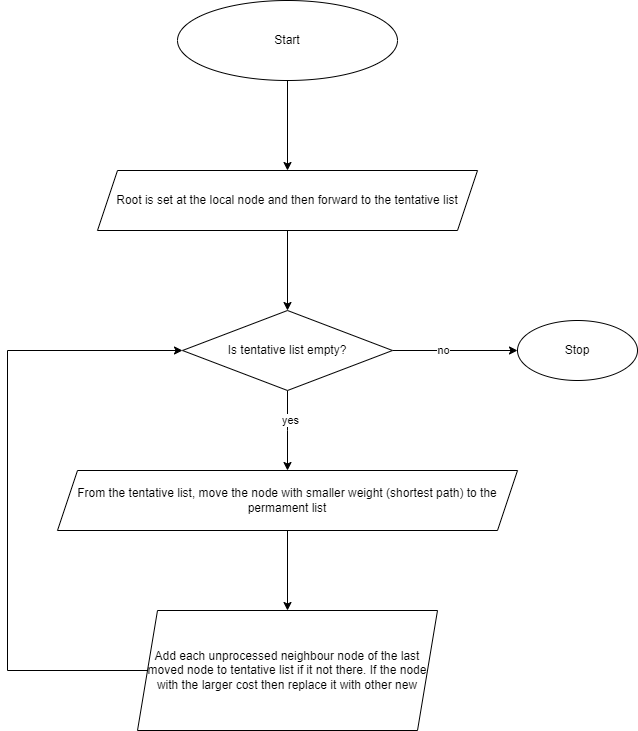 Start
Root is set at the local node and then forward to the tentative list
Is tentative list empty?
no
Stop
yes
From the tentative list, move the node with smaller weight (shortest path) to the
permament list
Add each unprocessed neighbour node of the last
moved node to tentative list if it not there. If the node
with the larger cost then replace it with other new